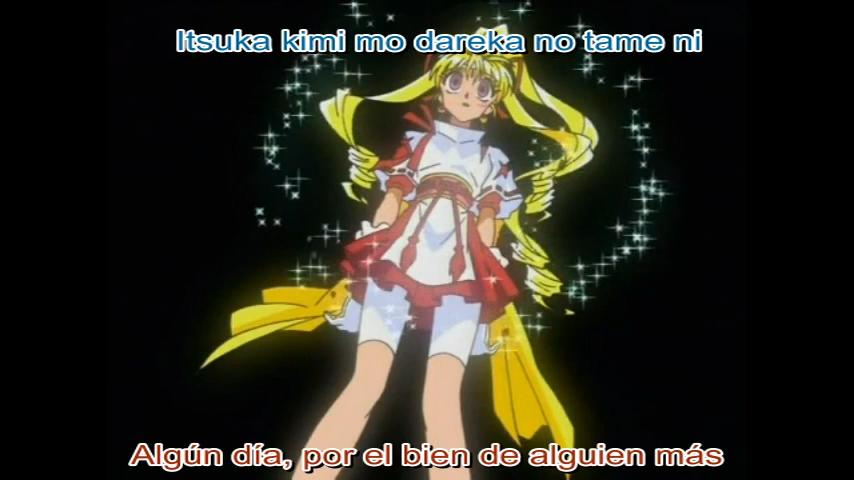 Itsuka kimi mo dareka no tame ni
Algún día, por el bien de alguien más